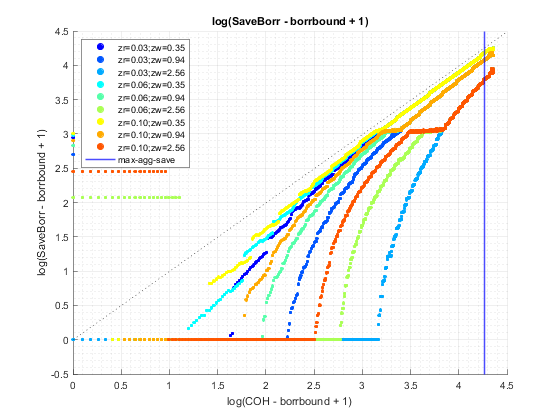 log(SaveBorr - borrbound + 1)
4.5
4
3.5
3
2.5
2
1.5
1
0.5
0
-0.5
log(SaveBorr - borrbound + 1)
zr=0.03;zw=0.35
zr=0.03;zw=0.94
zr=0.03;zw=2.56
zr=0.06;zw=0.35
zr=0.06;zw=0.94
zr=0.06;zw=2.56
zr=0.10;zw=0.35
zr=0.10;zw=0.94
zr=0.10;zw=2.56
max-agg-save
0 0.5 1 1.5 2 2.5 3 3.5 4 4.5
log(COH - borrbound + 1)